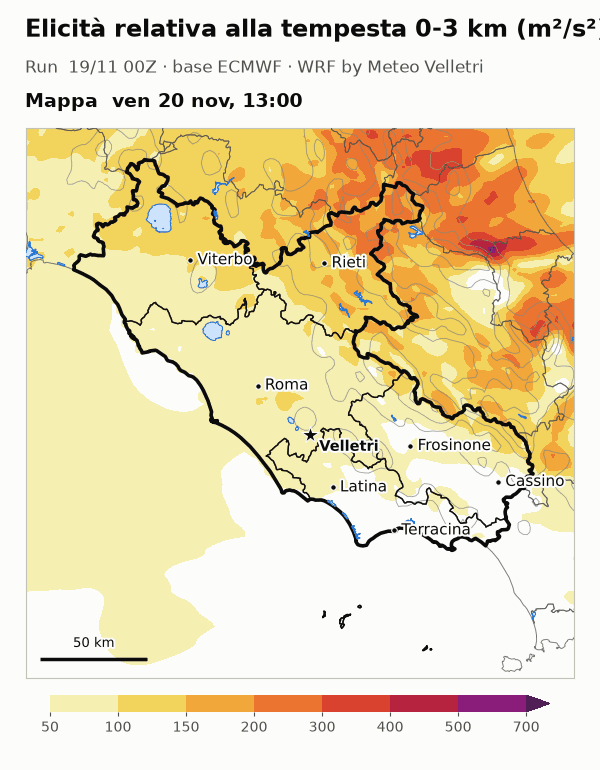 Elicità relativa alla tempesta 0-3 km (m²/s²)
Run 19/11 00Z · base ECMWF · WRF by Meteo Velletri
Mappa ven 20 nov, 13:00
Viterbo
Rieti
Roma
Velletri
Frosinone
Latina
Cassino
Terracina
50 km
50 100 150 200 300 400 500 700